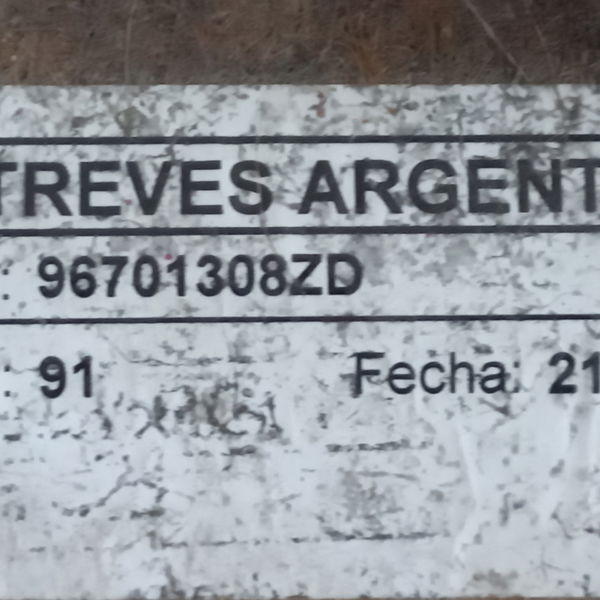 TREVES ARGENT
: 96701308ZD
: 91 Fecha: 21